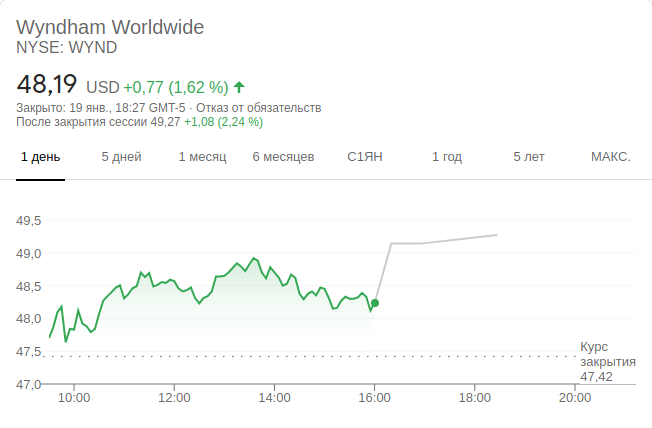 Wyndham Worldwide
NYSE: WYND
48,19 USD +0,77 (1,62 %)
Закрыто: 19 янв., 18:27 GMT-5 · Отказ от обязательств
После закрытия сессии 49,27 +1,08 (2,24 %)
1 день 5 дней 1 месяц 6 месяцев С1ЯН 1 год 5 лет МАКС.
49,5
49,0
48,5
48,0
47,5
Курс
закрытия
47,42
47,0
10:00 12:00 14:00 16:00 18:00 20:00